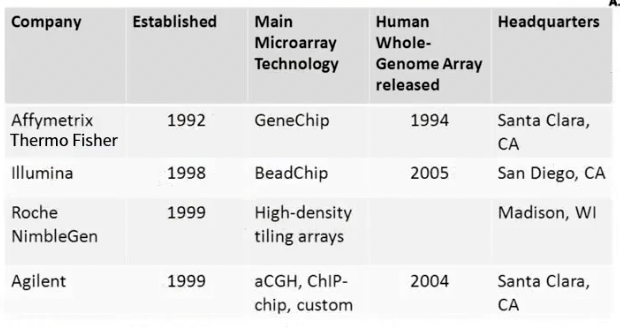 A.
Company Established Main Microarray Technology Human Whole-Genome Array released Headquarters
Affymetrix Thermo Fisher 1992 GeneChip 1994 Santa Clara, CA
Illumina 1998 BeadChip 2005 San Diego, CA
Roche NimbleGen 1999 High-density tiling arrays Madison, WI
Agilent 1999 aCGH, ChIP-chip, custom 2004 Santa Clara, CA